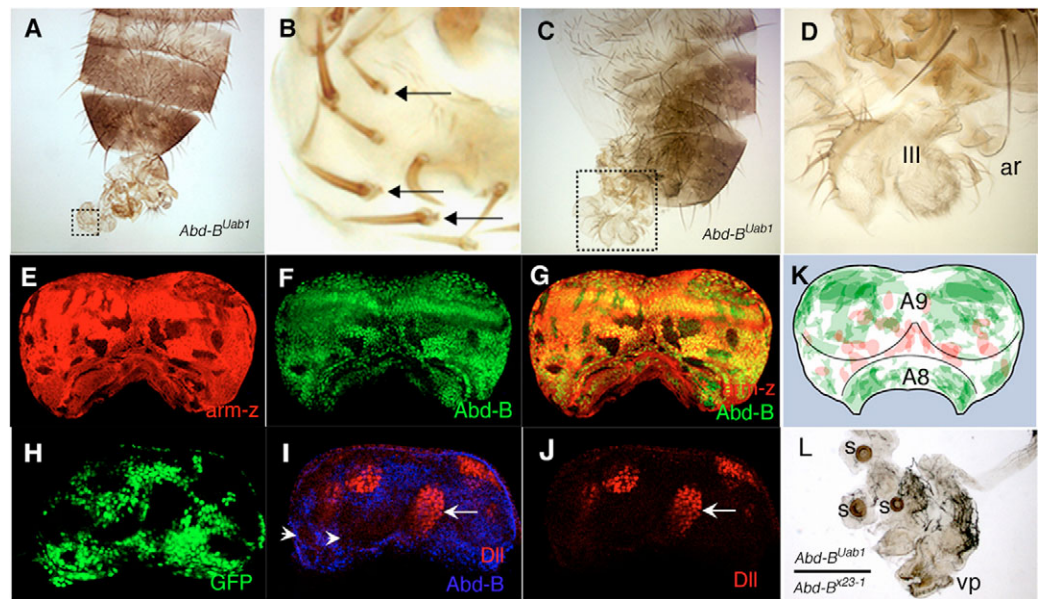 A
Abd-B^Uab1
B
C
Abd-B^Uab1
D
III
ar
E
arm-z
F
Abd-B
G
arm-z
Abd-B
K
A9
A8
H
GFP
I
Dll
Abd-B
J
Dll
L
s
s
s
Abd-B^Uab1
Abd-B^x23-1
vp